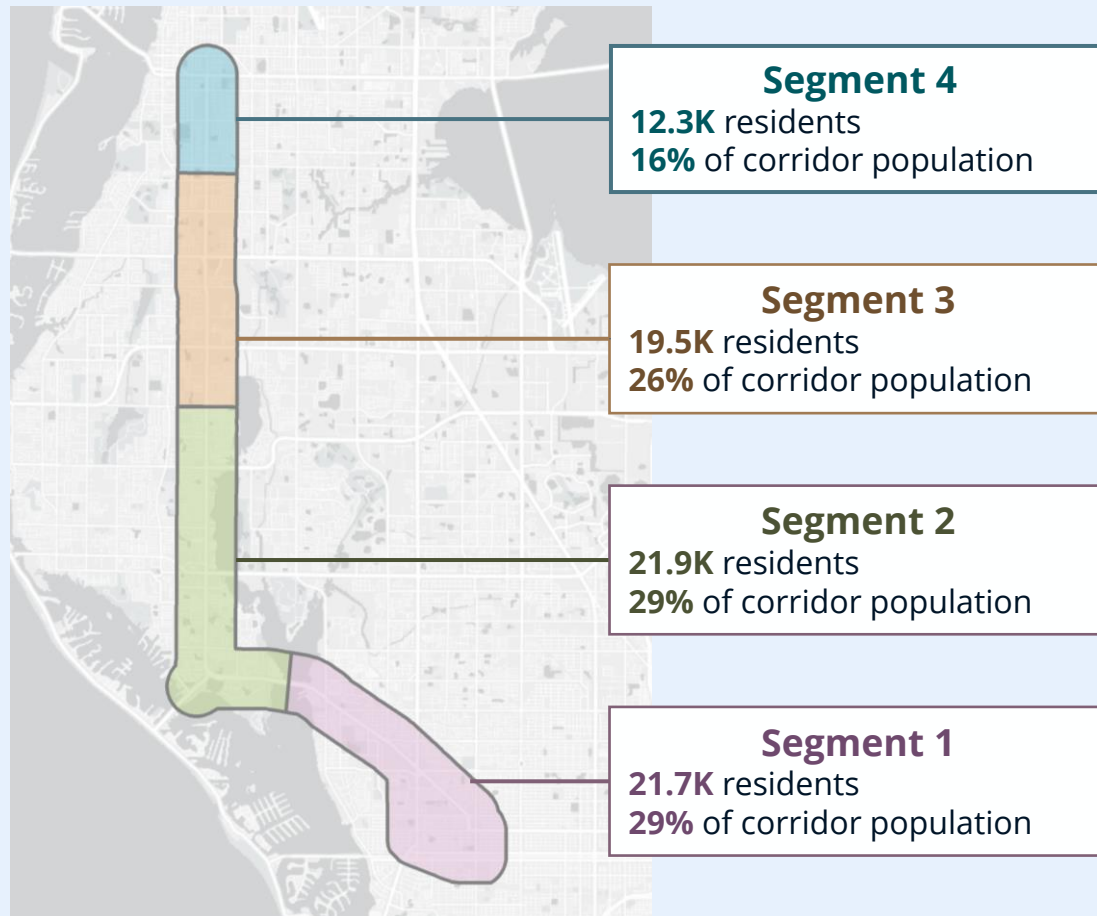 Segment 4
12.3K residents
16% of corridor population
Segment 3
19.5K residents
26% of corridor population
Segment 2
21.9K residents
29% of corridor population
Segment 1
21.7K residents
29% of corridor population